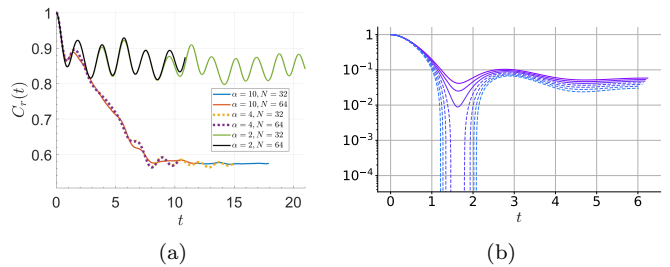 1
0.9
0.8
0.7
0.6
C_r(t)
α = 10, N = 32
α = 10, N = 64
α = 4, N = 32
α = 4, N = 64
α = 2, N = 32
α = 2, N = 64
0 5 10 15 20
t
(a)
10⁰
10⁻¹
10⁻²
10⁻³
10⁻⁴
0 1 2 3 4 5 6
t
(b)